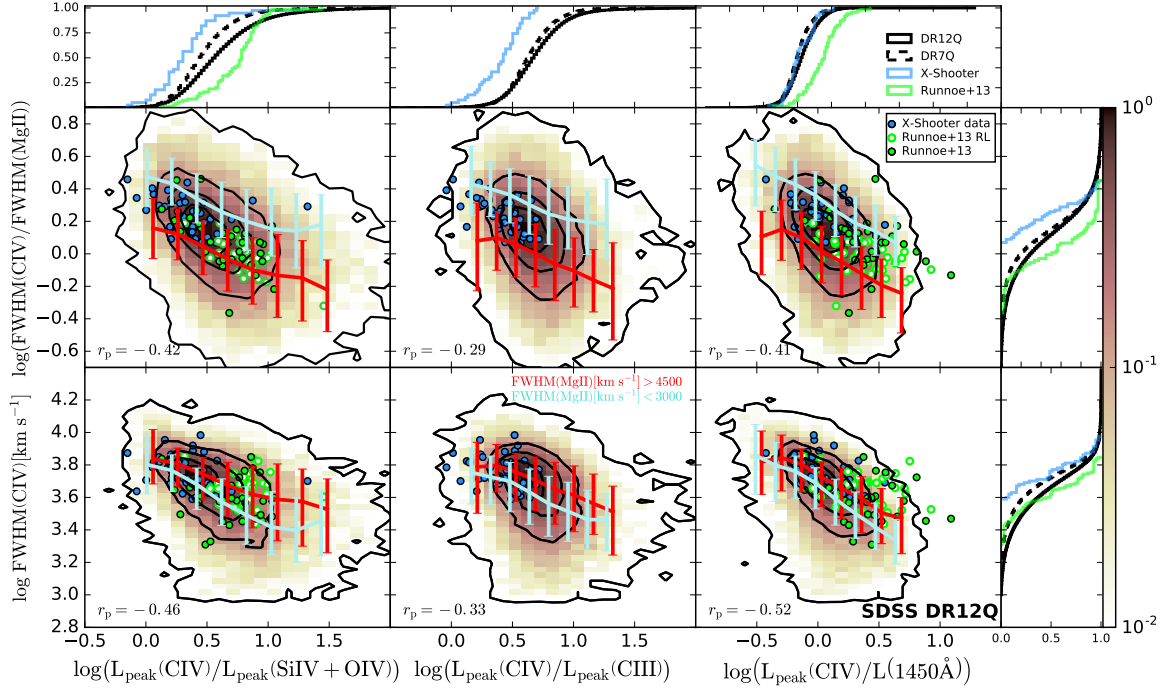 1.00
0.75
0.50
0.25
DR12Q
DR7Q
X-Shooter
Runnoe+13
log(FWHM(CIV)/FWHM(MgII))
0.8
0.6
0.4
0.2
0.0
−0.2
−0.4
−0.6
r_p = −0.42
r_p = −0.29
r_p = −0.41
X-Shooter data
Runnoe+13 RL
Runnoe+13
10^0
10^-1
10^-2
log FWHM(CIV)[km s^−1]
4.2
4.0
3.8
3.6
3.4
3.2
3.0
2.8
FWHM(MgII)[km s^−1] > 4500
FWHM(MgII)[km s^−1] < 3000
r_p = −0.46
r_p = −0.33
r_p = −0.52
SDSS DR12Q
−0.5 0.0 0.5 1.0 1.5
−0.5 0.0 0.5 1.0 1.5
−0.5 0.0 0.5 1.0 1.5
0.0 0.5 1.0
log(L_peak(CIV)/L_peak(SiIV + OIV))
log(L_peak(CIV)/L_peak(CIII))
log(L_peak(CIV)/L(1450Å))